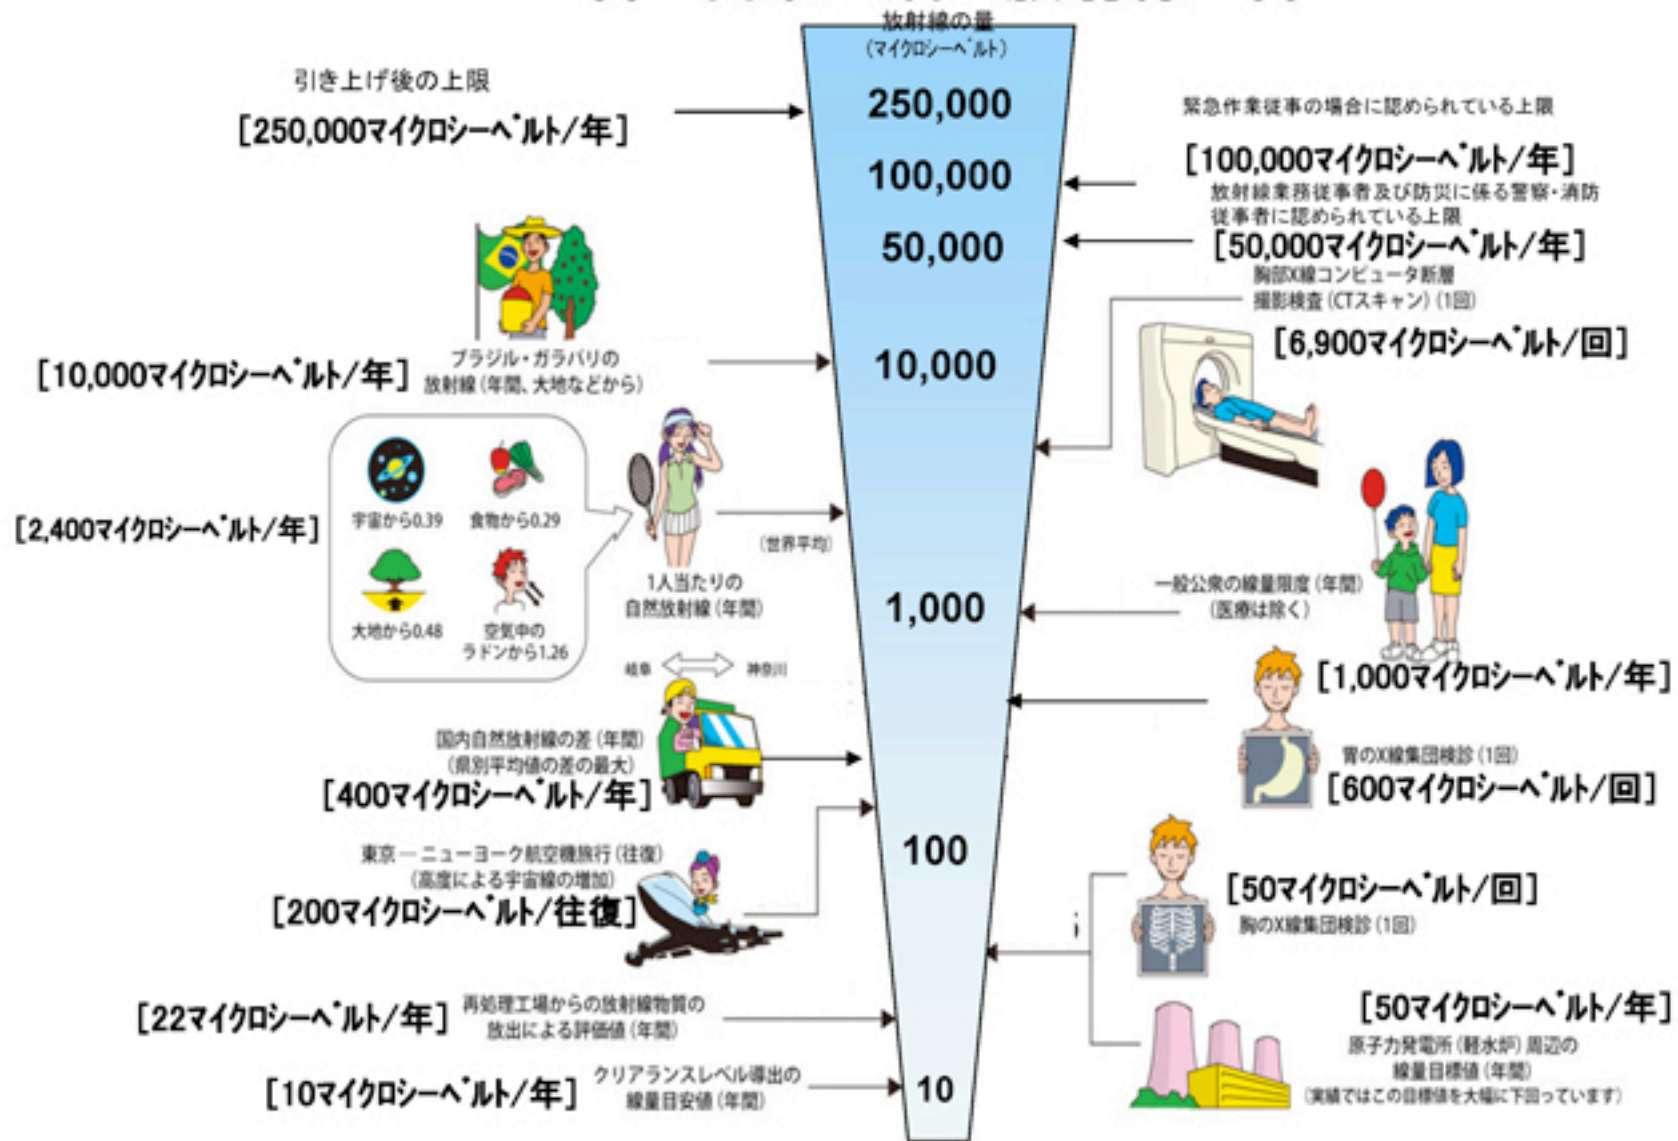 放射線の量
(マイクロシーベルト)
250,000
100,000
50,000
10,000
1,000
100
10
引き上げ後の上限
[250,000マイクロシーベルト/年]
[10,000マイクロシーベルト/年]
ブラジル・ガラパリの
放射線(年間、大地などから)
[2,400マイクロシーベルト/年]
宇宙から0.39
食物から0.29
大地から0.48
空気中の
ラドンから1.26
(世界平均)
1人当たりの
自然放射線(年間)
岐阜
神奈川
国内自然放射線の差(年間)
(県別平均値の差の最大)
[400マイクロシーベルト/年]
東京―ニューヨーク航空機旅行(往復)
(高度による宇宙線の増加)
[200マイクロシーベルト/往復]
[22マイクロシーベルト/年]
再処理工場からの放射線物質の
放出による評価値(年間)
[10マイクロシーベルト/年]
クリアランスレベル導出の
線量目安値(年間)
緊急作業従事の場合に認められている上限
[100,000マイクロシーベルト/年]
放射線業務従事者及び防災に係る警察・消防
従事者に認められている上限
[50,000マイクロシーベルト/年]
胸部X線コンピュータ断層
撮影検査(CTスキャン)(1回)
[6,900マイクロシーベルト/回]
一般公衆の線量限度(年間)
(医療は除く)
[1,000マイクロシーベルト/年]
胃のX線集団検診(1回)
[600マイクロシーベルト/回]
[50マイクロシーベルト/回]
胸のX線集団検診(1回)
[50マイクロシーベルト/年]
原子力発電所(軽水炉)周辺の
線量目標値(年間)
(実績ではこの目標値を大幅に下回っています)